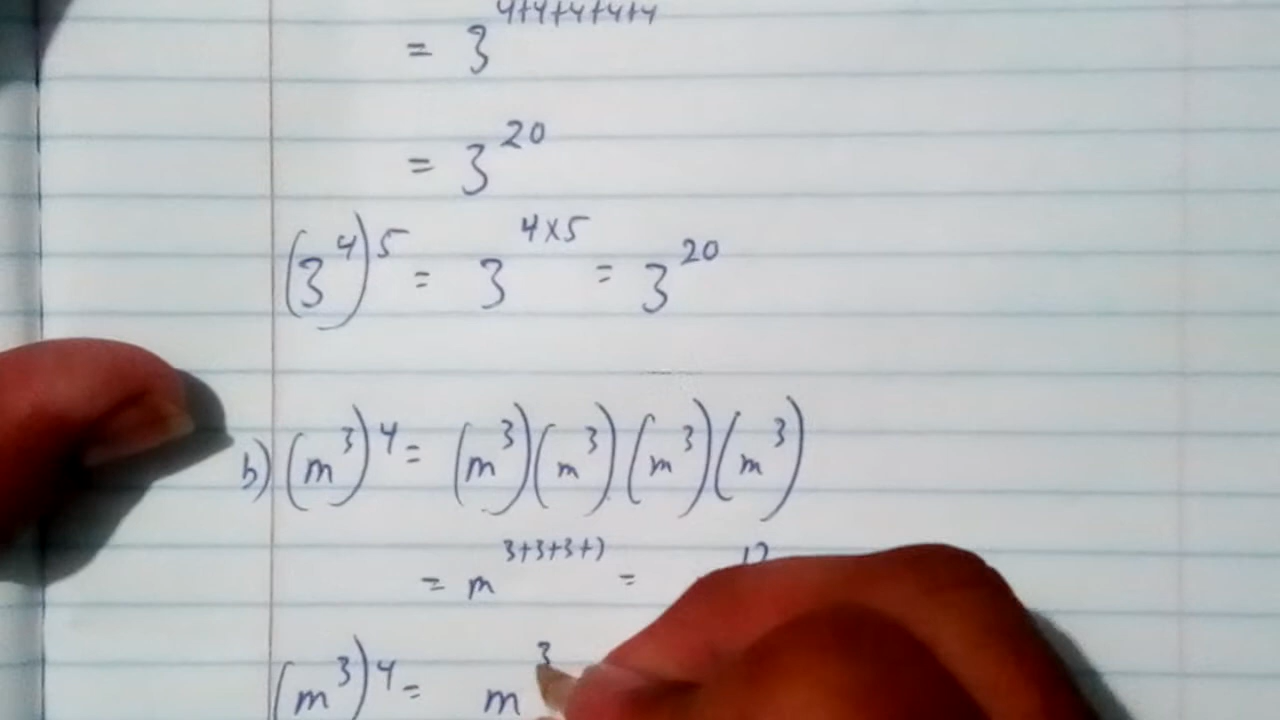 = 3^4+4+4+4+4
= 3^20
(3^4)^5 = 3^4×5 = 3^20
b) (m^3)^4 = (m^3)(m^3)(m^3)(m^3)
= m^3+3+3+3 = 12
(m^3)^4 = m^3